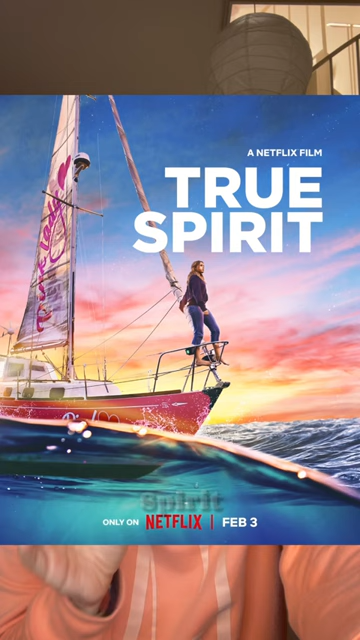 A NETFLIX FILM
TRUE
SPIRIT
Spirit
ONLY ON NETFLIX | FEB 3